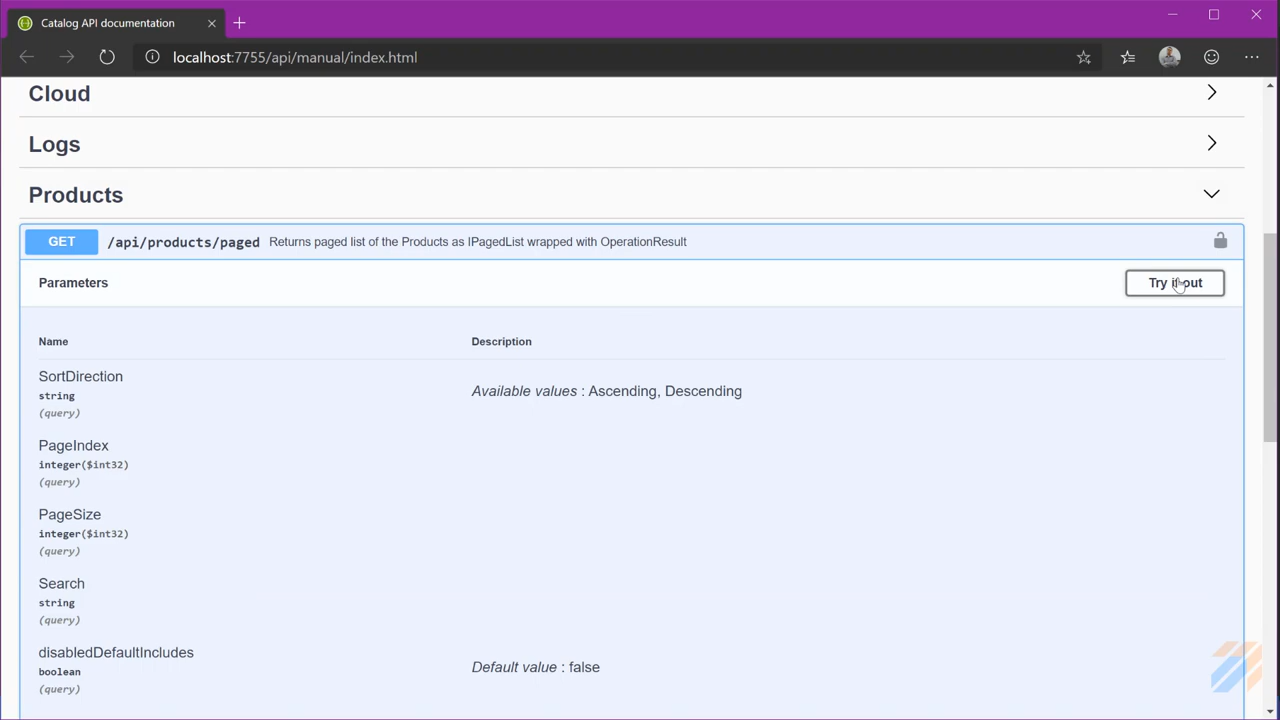 Catalog API documentation
localhost:7755/api/manual/index.html
Cloud
Logs
Products
GET /api/products/paged Returns paged list of the Products as IPagedList wrapped with OperationResult
Parameters Try it out
Name Description
SortDirection
string
(query)
Available values : Ascending, Descending
PageIndex
integer($int32)
(query)
PageSize
integer($int32)
(query)
Search
string
(query)
disabledDefaultIncludes
boolean
(query)
Default value : false